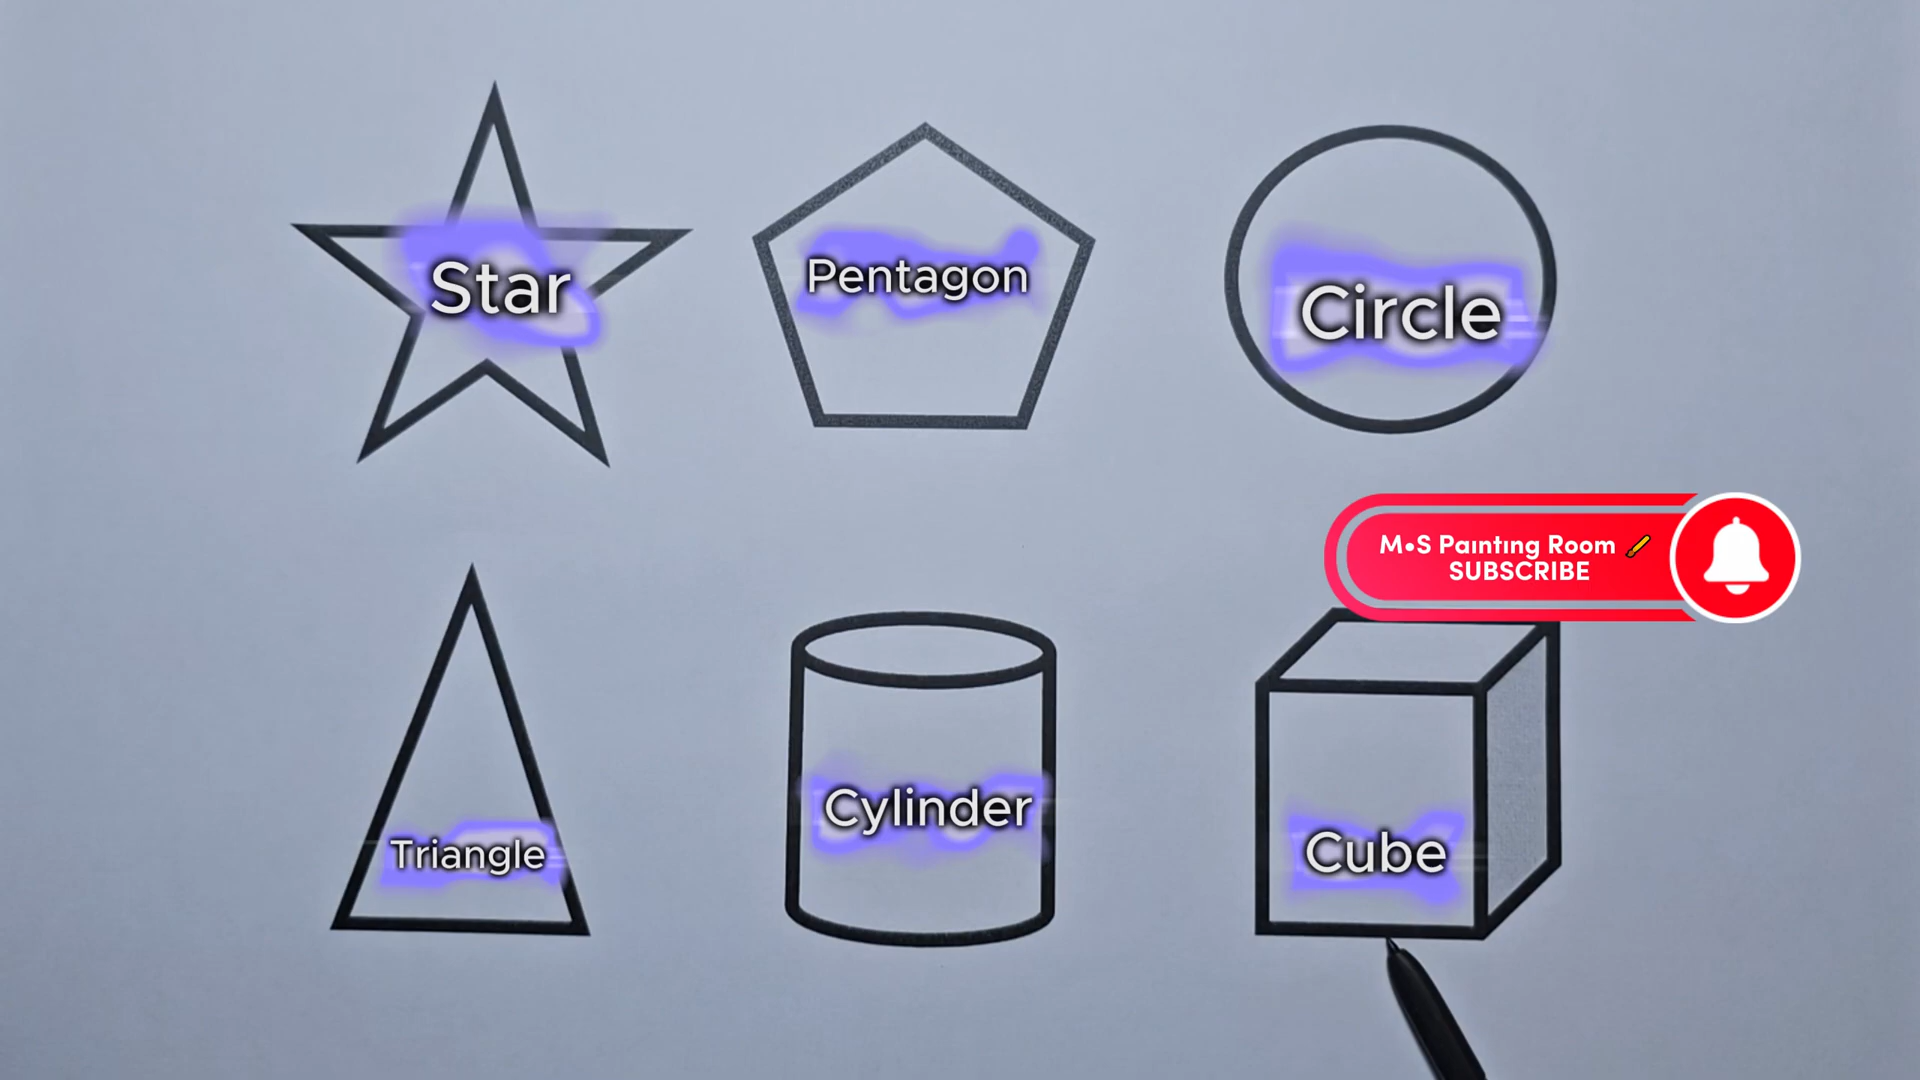 Star
Pentagon
Circle
M•S Painting Room
SUBSCRIBE
Triangle
Cylinder
Cube